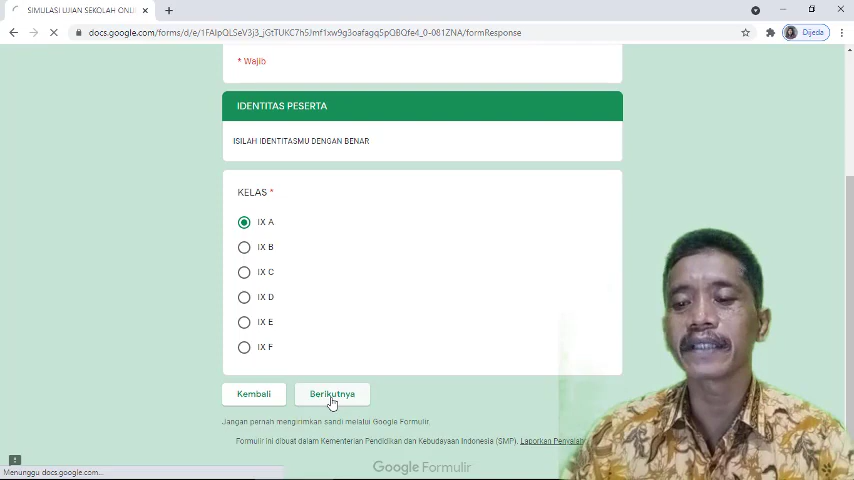 SIMULASI UJIAN SEKOLAH ONLI
docs.google.com/forms/d/e/1FAIpQLSeV3j3_jGtTUKC7h5Jmf1xw9g3oafagq5pQBQfe4_0-081ZNA/formResponse
Dijeda
* Wajib
IDENTITAS PESERTA
ISILAH IDENTITASMU DENGAN BENAR
KELAS *
IX A
IX B
IX C
IX D
IX E
IX F
Kembali
Berikutnya
Jangan pernah mengirimkan sandi melalui Google Formulir.
Formulir ini dibuat dalam Kementerian Pendidikan dan Kebudayaan Indonesia (SMP). Laporkan Penyalah
Google Formulir
Menunggu docs.google.com...